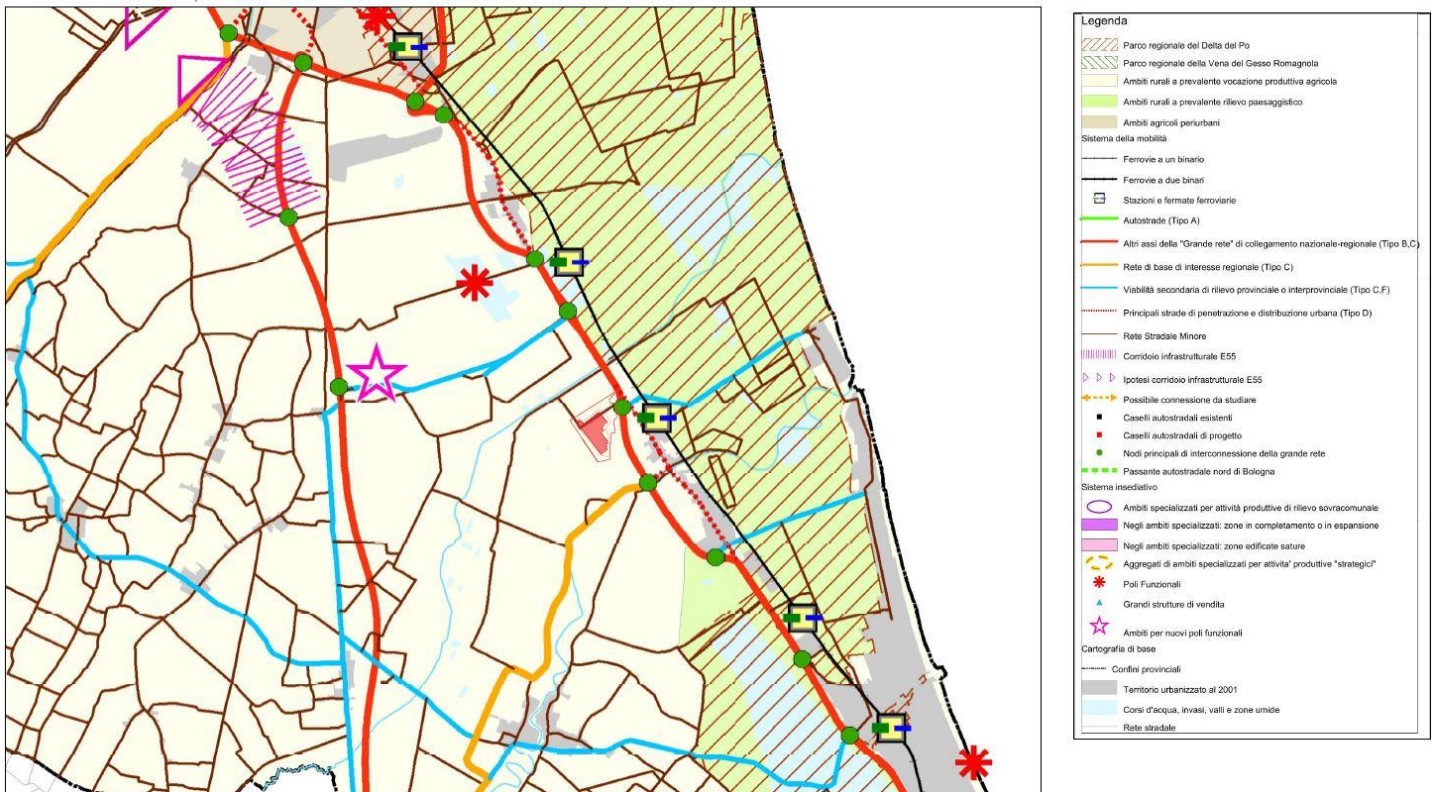 Legenda
Parco regionale del Delta del Po
Parco regionale della Vena del Gesso Romagnola
Ambiti rurali a prevalente vocazione produttiva agricola
Ambiti rurali a prevalente rilievo paesaggistico
Ambiti agricoli periurbani
Sistema della mobilità
Ferrovie a un binario
Ferrovie a due binari
Stazioni e fermate ferroviarie
Autostrade (Tipo A)
Altri assi della "Grande rete" di collegamento nazionale-regionale (Tipo B,C)
Rete di base di interesse regionale (Tipo C)
Viabilità secondaria di rilievo provinciale o interprovinciale (Tipo C,F)
Principali strade di penetrazione e distribuzione urbana (Tipo D)
Rete Stradale Minore
Corridoio infrastrutturale E55
Ipotesi corridoio infrastrutturale E55
Possibile connessione da studiare
Caselli autostradali esistenti
Caselli autostradali di progetto
Nodi principali di interconnessione della grande rete
Passante autostradale nord di Bologna
Sistema insediativo
Ambiti specializzati per attività produttive di rilievo sovracomunale
Negli ambiti specializzati: zone in completamento o in espansione
Negli ambiti specializzati: zone edificate sature
Aggregati di ambiti specializzati per attivita' produttive "strategici"
Poli Funzionali
Grandi strutture di vendita
Ambiti per nuovi poli funzionali
Cartografia di base
Confini provinciali
Territorio urbanizzato al 2001
Corsi d'acqua, invasi, valli e zone umide
Rete stradale